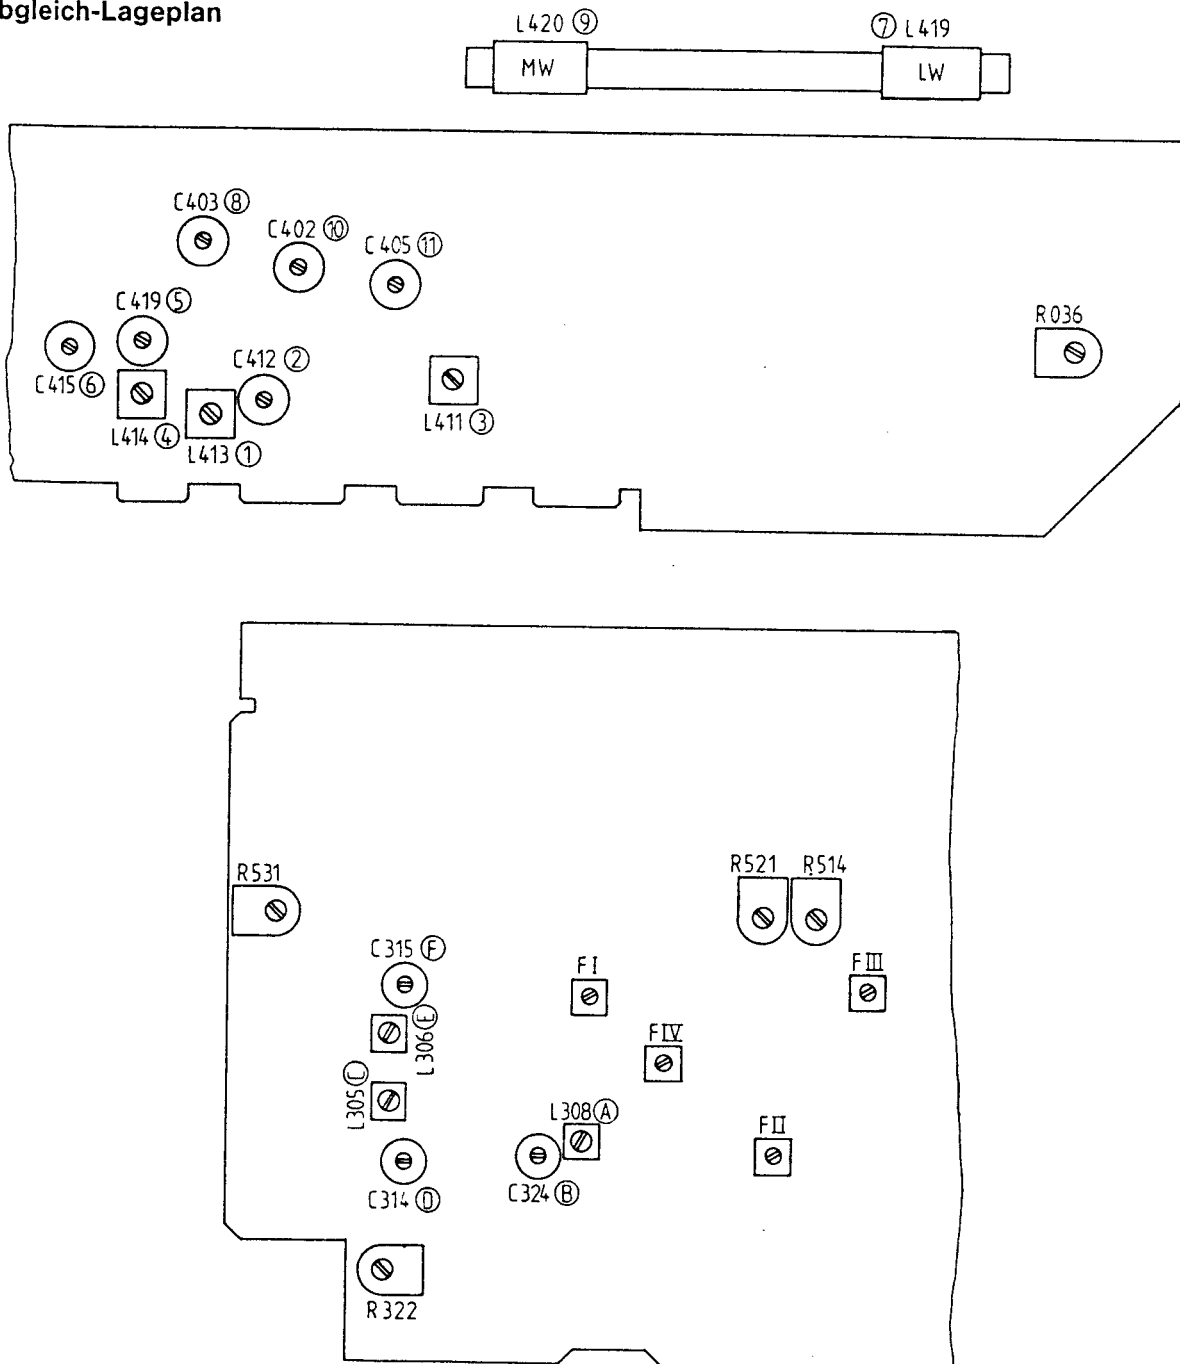 bgleich-Lageplan
L420 ⑨
⑦ L419
MW
LW
C403 ⑧
C402 ⑩
C405 ⑪
C419 ⑤
R036
C412 ②
C415 ⑥
L414 ④
L413 ①
L411 ③
R531
R521
R514
C315 Ⓕ
FI
FIII
L306 Ⓔ
FIV
L305 Ⓒ
L308 Ⓐ
FII
C314 Ⓓ
C324 Ⓑ
R322